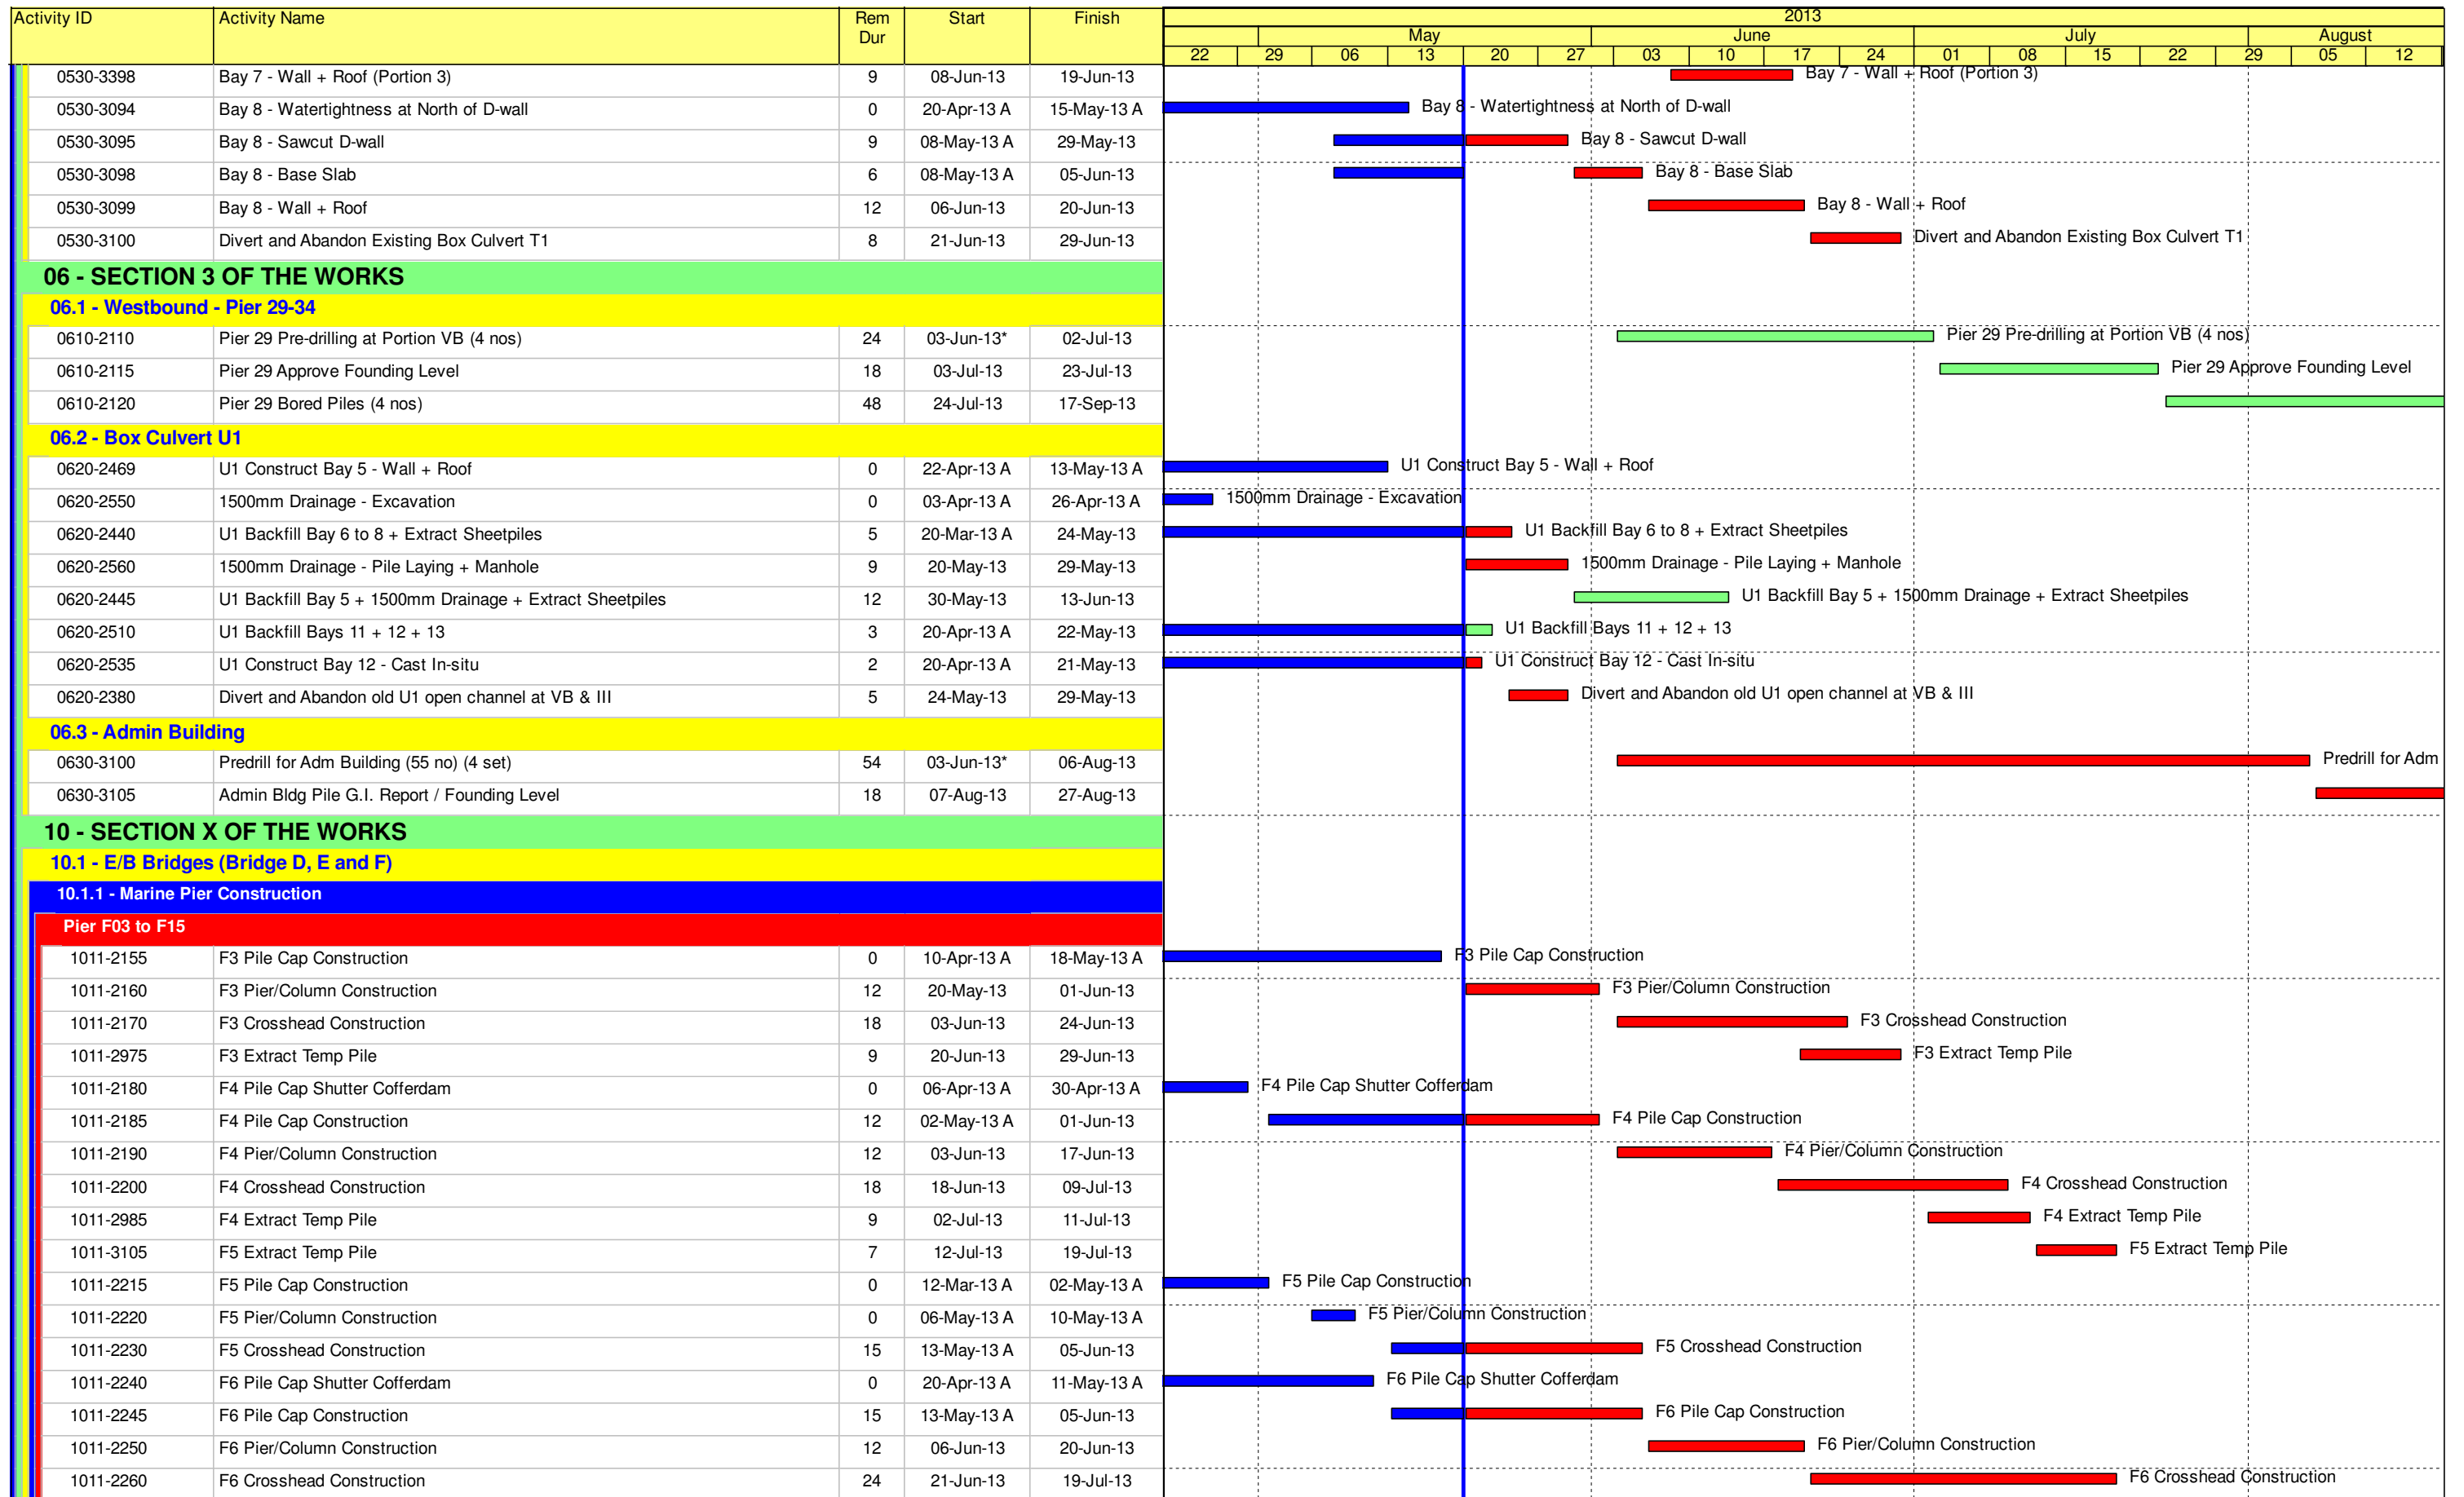 Activity ID Activity Name Rem Dur Start Finish 2013
May June July August
22 29 06 13 20 27 03 10 17 24 01 08 15 22 29 05 12
0530-3398 Bay 7 - Wall + Roof (Portion 3) 9 08-Jun-13 19-Jun-13 Bay 7 - Wall + Roof (Portion 3)
0530-3094 Bay 8 - Watertightness at North of D-wall 0 20-Apr-13 A 15-May-13 A Bay 8 - Watertightness at North of D-wall
0530-3095 Bay 8 - Sawcut D-wall 9 08-May-13 A 29-May-13 Bay 8 - Sawcut D-wall
0530-3098 Bay 8 - Base Slab 6 08-May-13 A 05-Jun-13 Bay 8 - Base Slab
0530-3099 Bay 8 - Wall + Roof 12 06-Jun-13 20-Jun-13 Bay 8 - Wall + Roof
0530-3100 Divert and Abandon Existing Box Culvert T1 8 21-Jun-13 29-Jun-13 Divert and Abandon Existing Box Culvert T1
06 - SECTION 3 OF THE WORKS
06.1 - Westbound - Pier 29-34
0610-2110 Pier 29 Pre-drilling at Portion VB (4 nos) 24 03-Jun-13* 02-Jul-13 Pier 29 Pre-drilling at Portion VB (4 nos)
0610-2115 Pier 29 Approve Founding Level 18 03-Jul-13 23-Jul-13 Pier 29 Approve Founding Level
0610-2120 Pier 29 Bored Piles (4 nos) 48 24-Jul-13 17-Sep-13
06.2 - Box Culvert U1
0620-2469 U1 Construct Bay 5 - Wall + Roof 0 22-Apr-13 A 13-May-13 A U1 Construct Bay 5 - Wall + Roof
0620-2550 1500mm Drainage - Excavation 0 03-Apr-13 A 26-Apr-13 A 1500mm Drainage - Excavation
0620-2440 U1 Backfill Bay 6 to 8 + Extract Sheetpiles 5 20-Mar-13 A 24-May-13 U1 Backfill Bay 6 to 8 + Extract Sheetpiles
0620-2560 1500mm Drainage - Pile Laying + Manhole 9 20-May-13 29-May-13 1500mm Drainage - Pile Laying + Manhole
0620-2445 U1 Backfill Bay 5 + 1500mm Drainage + Extract Sheetpiles 12 30-May-13 13-Jun-13 U1 Backfill Bay 5 + 1500mm Drainage + Extract Sheetpiles
0620-2510 U1 Backfill Bays 11 + 12 + 13 3 20-Apr-13 A 22-May-13 U1 Backfill Bays 11 + 12 + 13
0620-2535 U1 Construct Bay 12 - Cast In-situ 2 20-Apr-13 A 21-May-13 U1 Construct Bay 12 - Cast In-situ
0620-2380 Divert and Abandon old U1 open channel at VB & III 5 24-May-13 29-May-13 Divert and Abandon old U1 open channel at VB & III
06.3 - Admin Building
0630-3100 Predrill for Adm Building (55 no) (4 set) 54 03-Jun-13* 06-Aug-13 Predrill for Adm
0630-3105 Admin Bldg Pile G.I. Report / Founding Level 18 07-Aug-13 27-Aug-13
10 - SECTION X OF THE WORKS
10.1 - E/B Bridges (Bridge D, E and F)
10.1.1 - Marine Pier Construction
Pier F03 to F15
1011-2155 F3 Pile Cap Construction 0 10-Apr-13 A 18-May-13 A F3 Pile Cap Construction
1011-2160 F3 Pier/Column Construction 12 20-May-13 01-Jun-13 F3 Pier/Column Construction
1011-2170 F3 Crosshead Construction 18 03-Jun-13 24-Jun-13 F3 Crosshead Construction
1011-2975 F3 Extract Temp Pile 9 20-Jun-13 29-Jun-13 F3 Extract Temp Pile
1011-2180 F4 Pile Cap Shutter Cofferdam 0 06-Apr-13 A 30-Apr-13 A F4 Pile Cap Shutter Cofferdam
1011-2185 F4 Pile Cap Construction 12 02-May-13 A 01-Jun-13 F4 Pile Cap Construction
1011-2190 F4 Pier/Column Construction 12 03-Jun-13 17-Jun-13 F4 Pier/Column Construction
1011-2200 F4 Crosshead Construction 18 18-Jun-13 09-Jul-13 F4 Crosshead Construction
1011-2985 F4 Extract Temp Pile 9 02-Jul-13 11-Jul-13 F4 Extract Temp Pile
1011-3105 F5 Extract Temp Pile 7 12-Jul-13 19-Jul-13 F5 Extract Temp Pile
1011-2215 F5 Pile Cap Construction 0 12-Mar-13 A 02-May-13 A F5 Pile Cap Construction
1011-2220 F5 Pier/Column Construction 0 06-May-13 A 10-May-13 A F5 Pier/Column Construction
1011-2230 F5 Crosshead Construction 15 13-May-13 A 05-Jun-13 F5 Crosshead Construction
1011-2240 F6 Pile Cap Shutter Cofferdam 0 20-Apr-13 A 11-May-13 A F6 Pile Cap Shutter Cofferdam
1011-2245 F6 Pile Cap Construction 15 13-May-13 A 05-Jun-13 F6 Pile Cap Construction
1011-2250 F6 Pier/Column Construction 12 06-Jun-13 20-Jun-13 F6 Pier/Column Construction
1011-2260 F6 Crosshead Construction 24 21-Jun-13 19-Jul-13 F6 Crosshead Construction